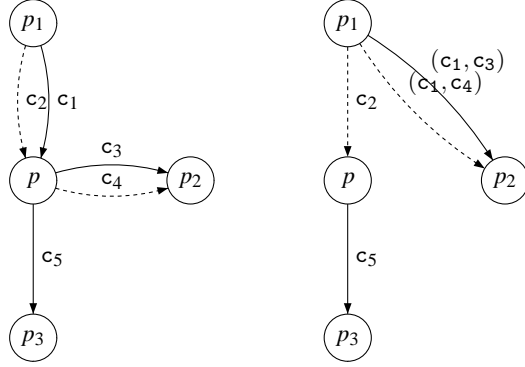 p₁
c₂ c₁
p
c₃
c₄
p₂
c₅
p₃
p₁
(c₁, c₃)
(c₁, c₄)
c₂
p
p₂
c₅
p₃